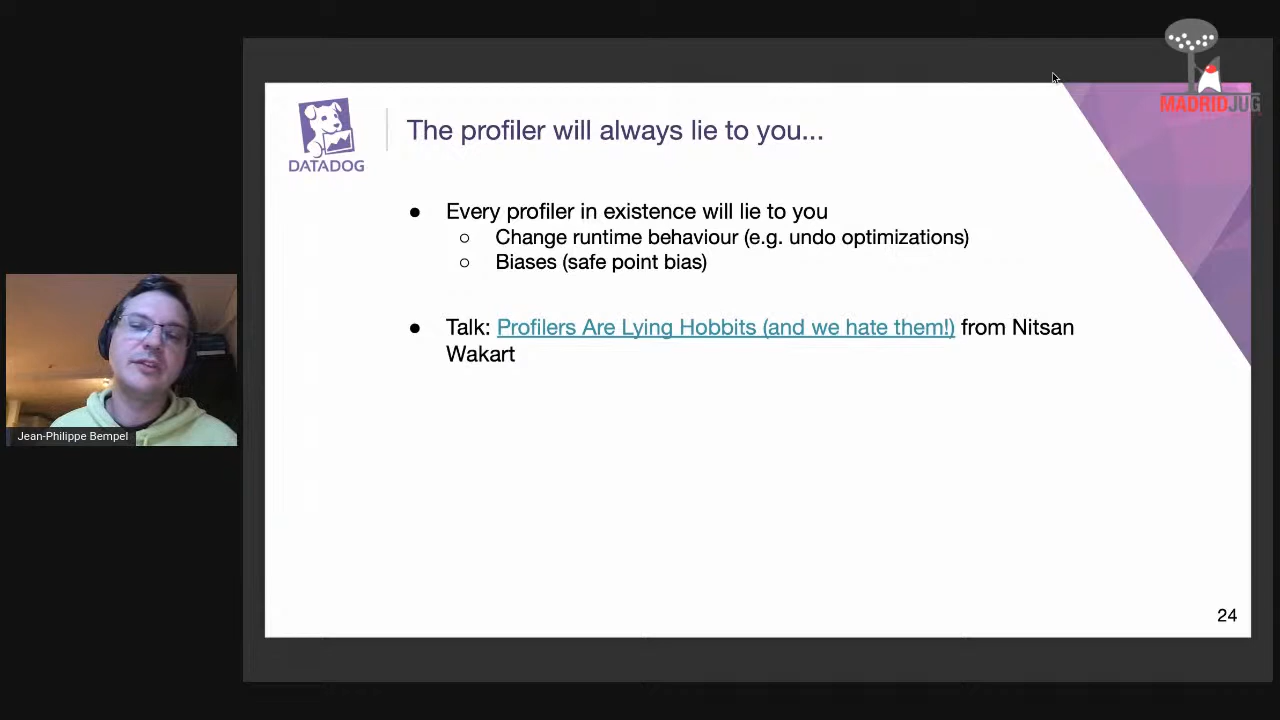 MADRIDJUG
DATADOG
The profiler will always lie to you...
● Every profiler in existence will lie to you
○ Change runtime behaviour (e.g. undo optimizations)
○ Biases (safe point bias)
● Talk: Profilers Are Lying Hobbits (and we hate them!) from Nitsan
Wakart
Jean-Philippe Bempel
24